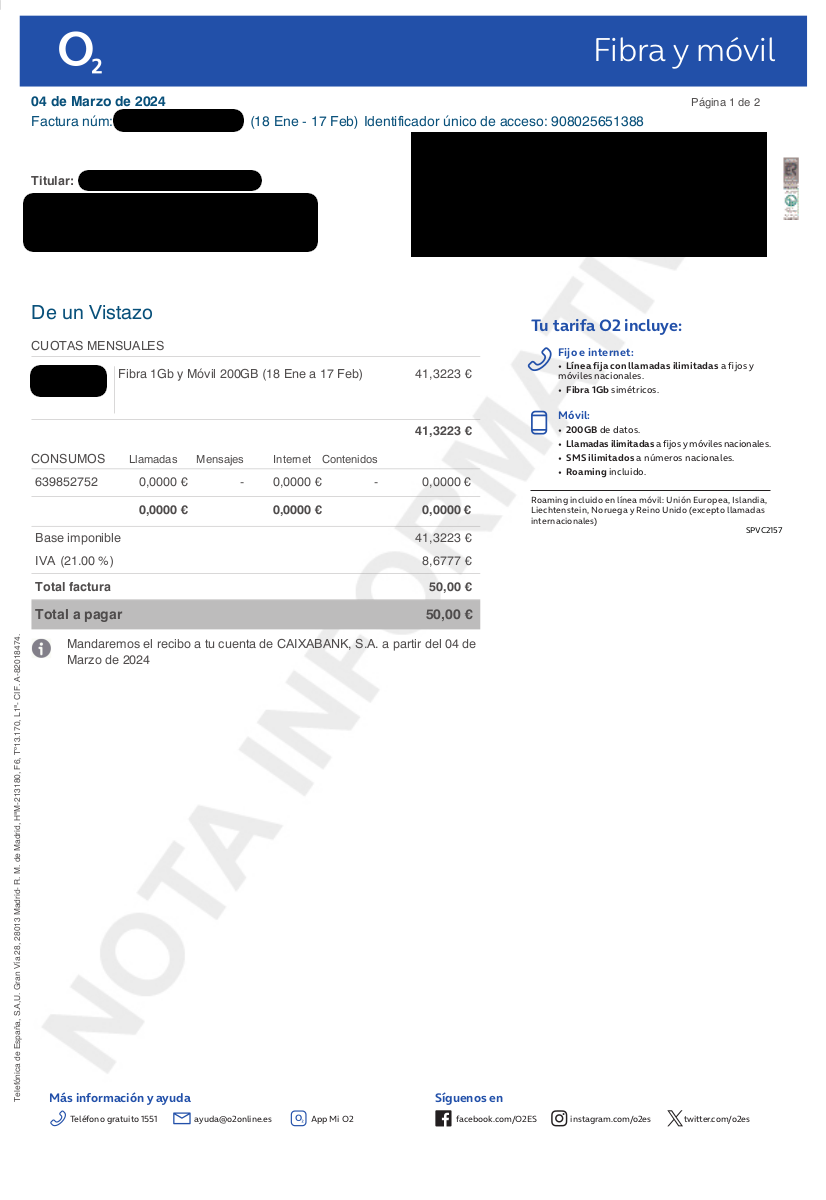 O2
Fibra y móvil
04 de Marzo de 2024
Página 1 de 2
Factura núm: (18 Ene - 17 Feb) Identificador único de acceso: 908025651388
Titular:
De un Vistazo
CUOTAS MENSUALES
Fibra 1Gb y Móvil 200GB (18 Ene a 17 Feb) 41,3223 €
41,3223 €
CONSUMOS Llamadas Mensajes Internet Contenidos
639852752 0,0000 € - 0,0000 € - 0,0000 €
0,0000 € 0,0000 € 0,0000 €
Base imponible 41,3223 €
IVA (21.00 %) 8,6777 €
Total factura 50,00 €
Total a pagar 50,00 €
Mandaremos el recibo a tu cuenta de CAIXABANK, S.A. a partir del 04 de
Marzo de 2024
Tu tarifa O2 incluye:
Fijo e internet:
• Línea fija con llamadas ilimitadas a fijos y
móviles nacionales.
• Fibra 1Gb simétricos.
Móvil:
• 200GB de datos.
• Llamadas ilimitadas a fijos y móviles nacionales.
• SMS ilimitados a números nacionales.
• Roaming incluido.
Roaming incluido en línea móvil: Unión Europea, Islandia,
Liechtenstein, Noruega y Reino Unido (excepto llamadas
internacionales)
SPVC2157
NOTA INFORMATIV
Telefónica de España, S.A.U. Gran Vía 28, 28013 Madrid- R. M. de Madrid, HªM-213180, F6, Tº13.170, L1º- CIF. A-82018474.
Más información y ayuda
Teléfono gratuito 1551 ayuda@o2online.es App Mi O2
Síguenos en
facebook.com/O2ES instagram.com/o2es twitter.com/o2es